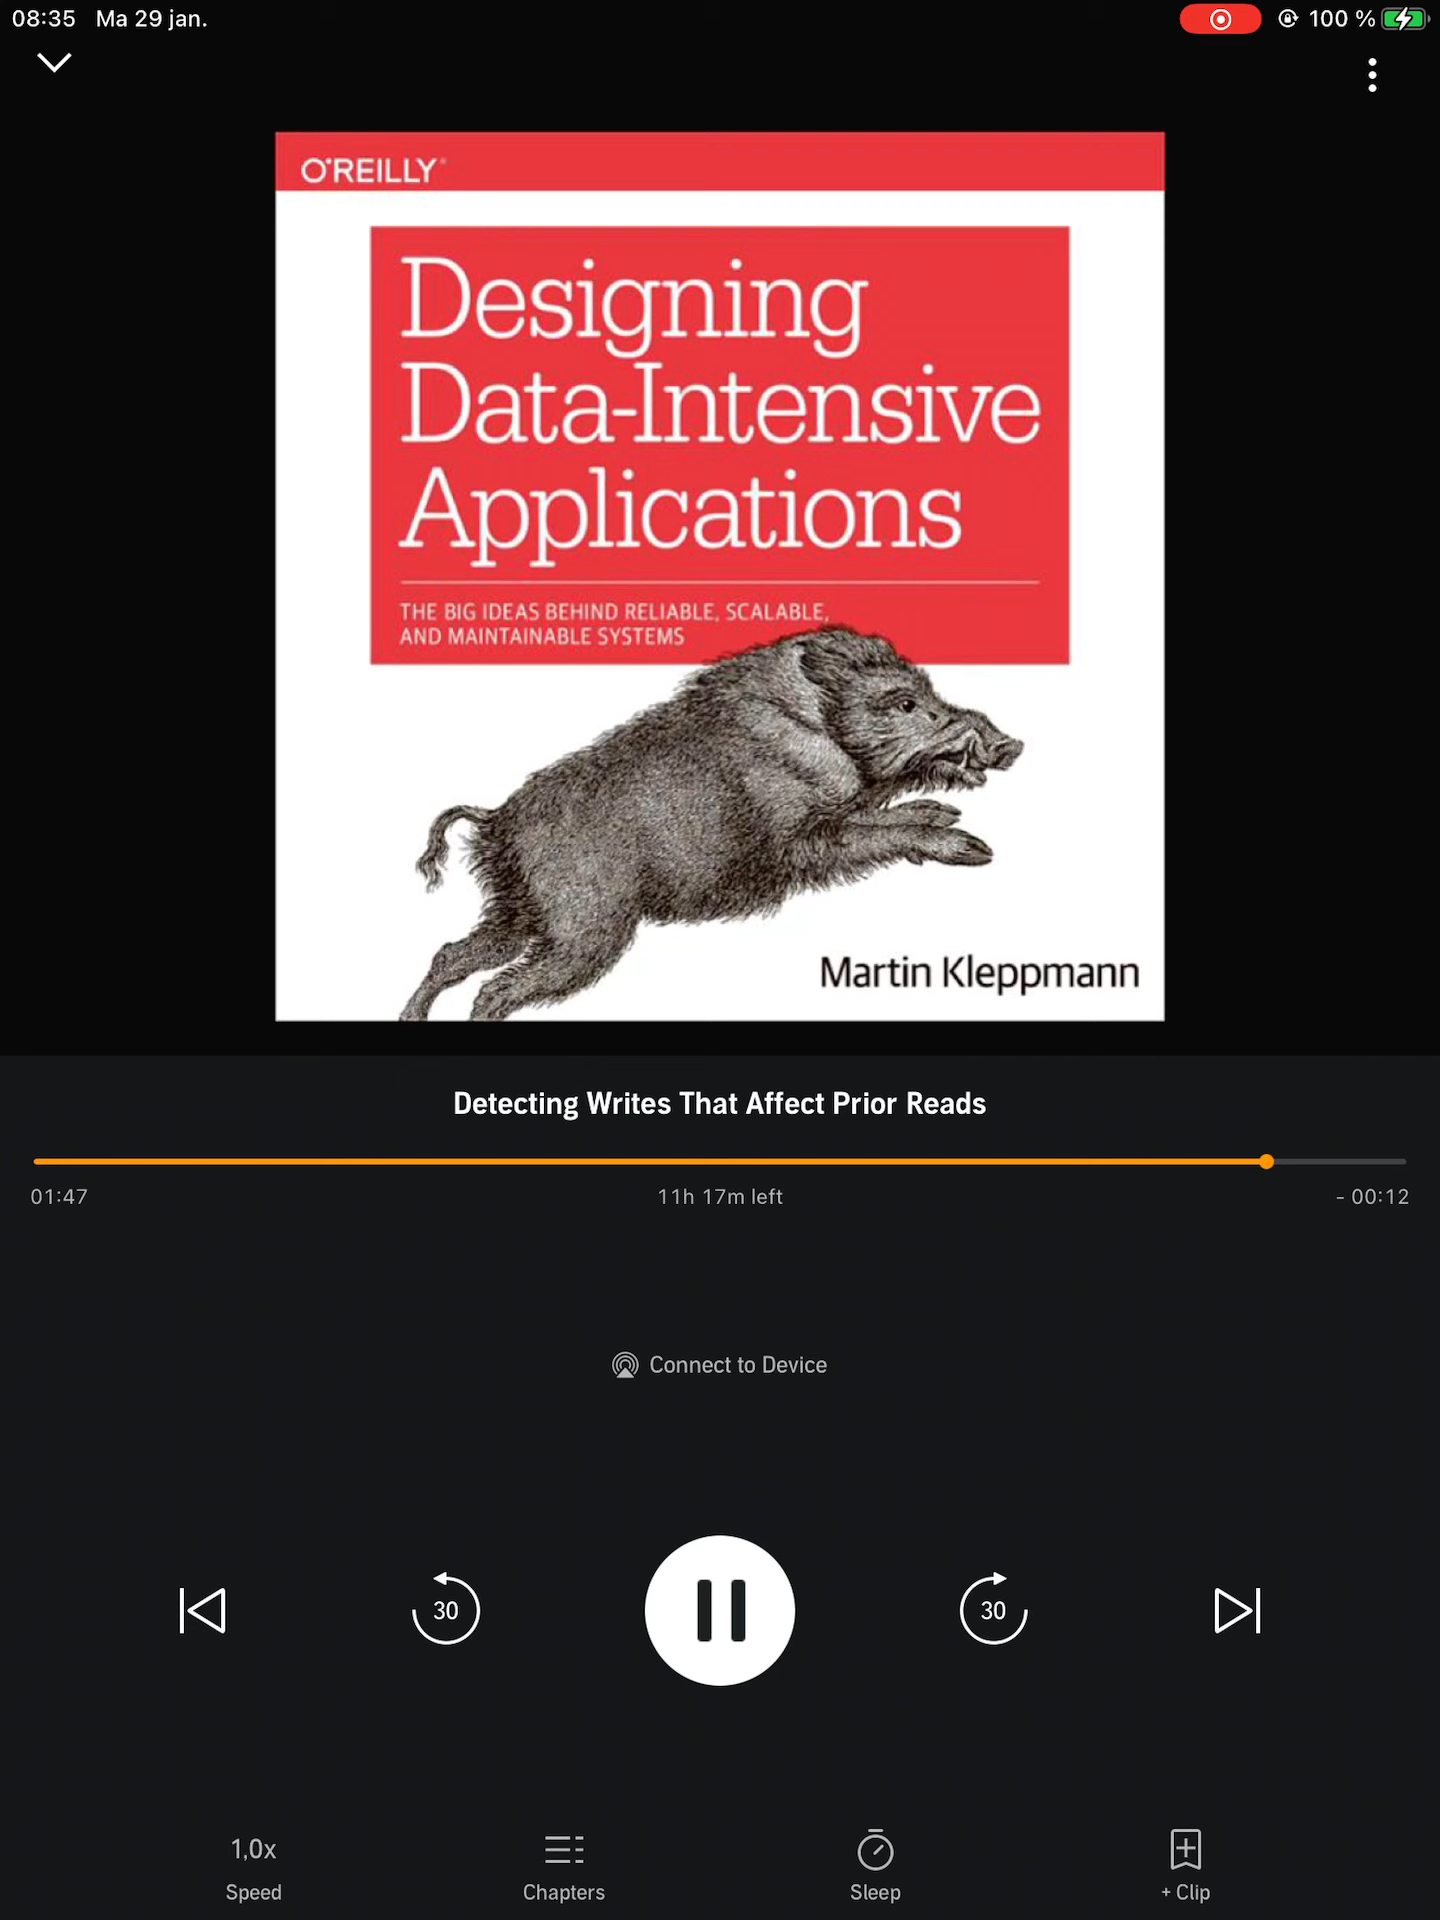 08:35 Ma 29 jan. 100 %
O'REILLY®
Designing
Data-Intensive
Applications
THE BIG IDEAS BEHIND RELIABLE, SCALABLE,
AND MAINTAINABLE SYSTEMS
Martin Kleppmann
Detecting Writes That Affect Prior Reads
01:47 11h 17m left - 00:12
Connect to Device
30 30
1,0x
Speed Chapters Sleep + Clip